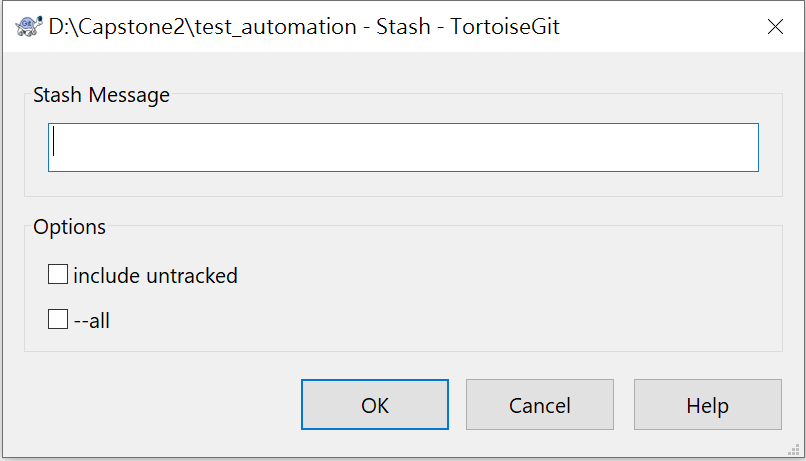 D:\Capstone2\test_automation - Stash - TortoiseGit
Stash Message
Options
include untracked
--all
OK Cancel Help